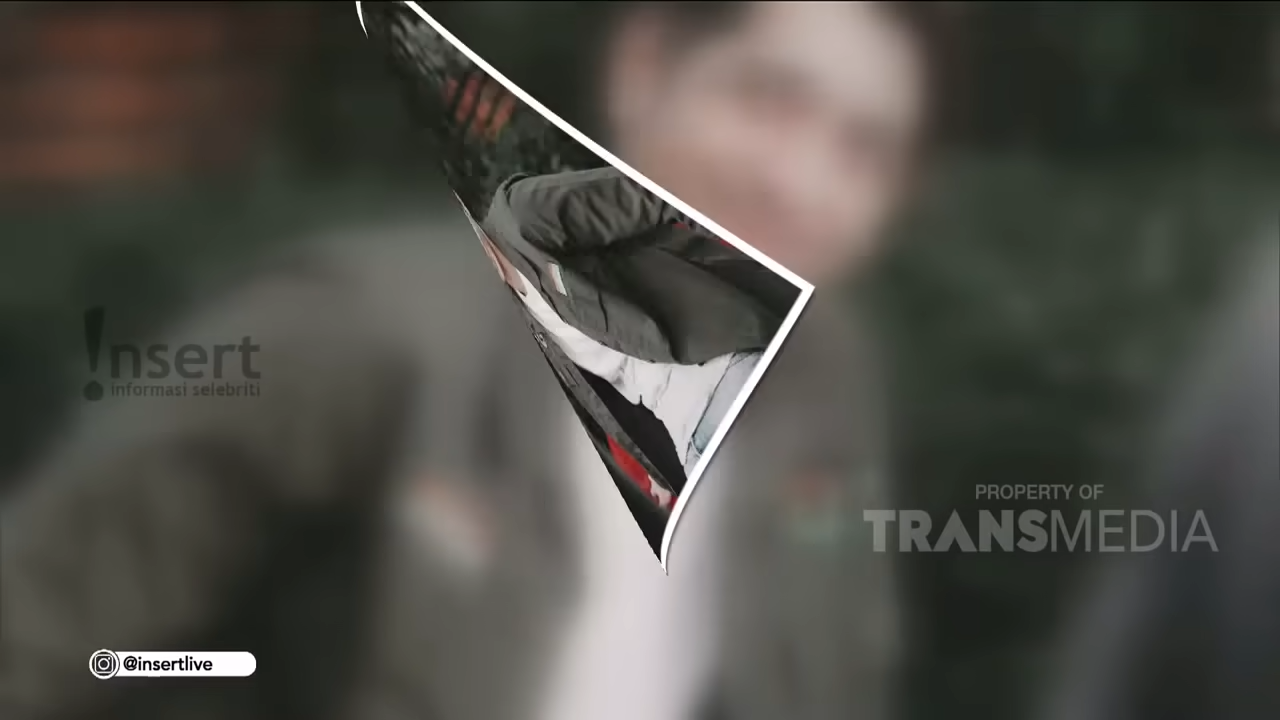 !nsert
informasi selebriti
PROPERTY OF
TRANSMEDIA
@insertlive